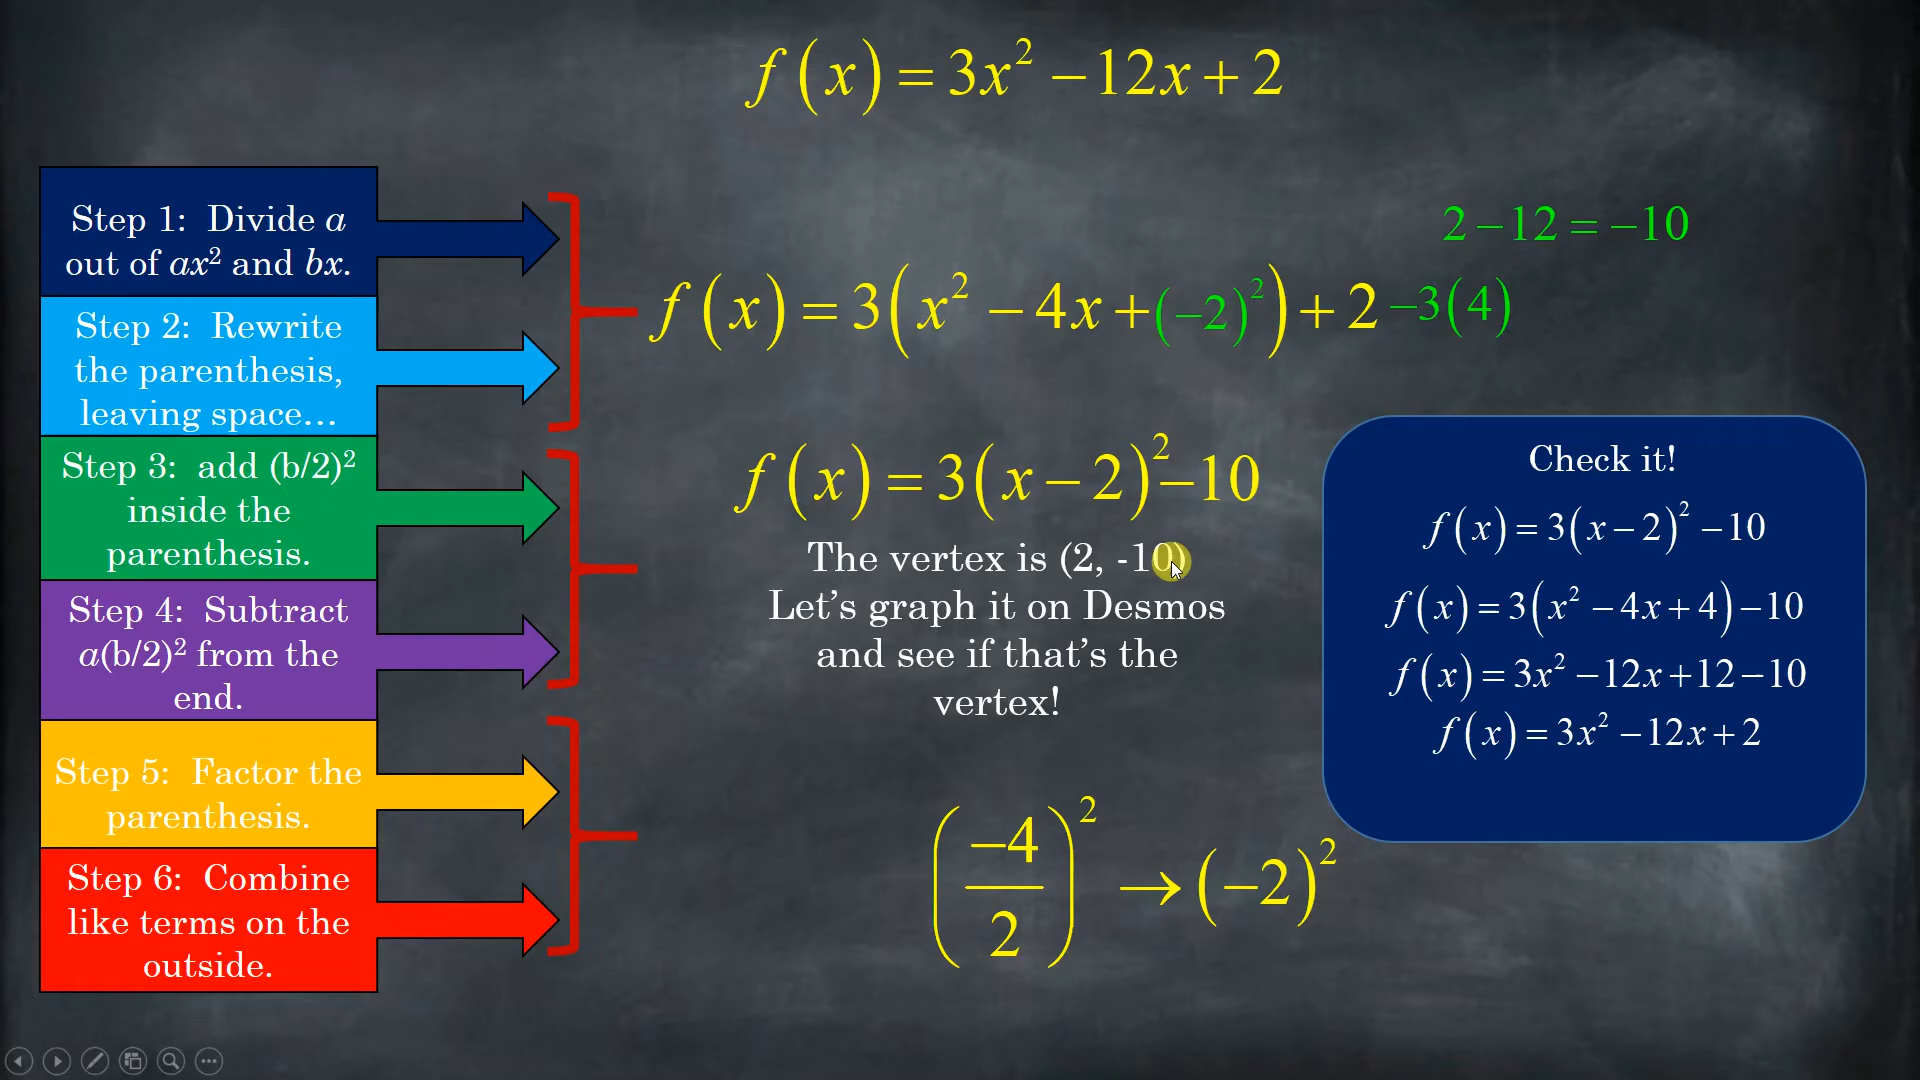 f(x) = 3x² − 12x + 2
Step 1: Divide a
out of ax² and bx.
Step 2: Rewrite
the parenthesis,
leaving space...
Step 3: add (b/2)²
inside the
parenthesis.
Step 4: Subtract
a(b/2)² from the
end.
Step 5: Factor the
parenthesis.
Step 6: Combine
like terms on the
outside.
2 − 12 = −10
f(x) = 3(x² − 4x + (−2)²) + 2 −3(4)
f(x) = 3(x − 2)² −10
The vertex is (2, -10)
Let's graph it on Desmos
and see if that's the
vertex!
(−4/2)² → (−2)²
Check it!
f(x) = 3(x − 2)² − 10
f(x) = 3(x² − 4x + 4) − 10
f(x) = 3x² − 12x + 12 − 10
f(x) = 3x² − 12x + 2